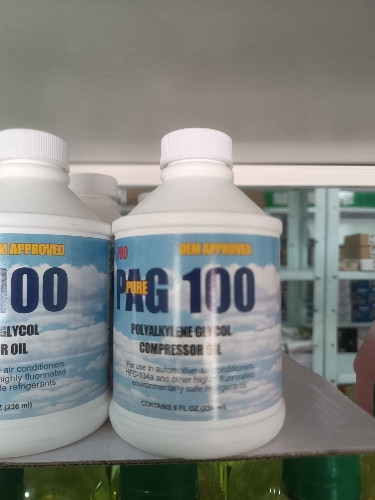 M APPROVED
00
GLYCOL
R OIL
air conditioners
highly fluorinated
le refrigerants
Z (236 ml)
PRO OEM APPROVED
PURE
PAG 100
POLYALKYLENE GLYCOL
COMPRESSOR OIL
For use in automotive air conditioners
HFC-134a and other highly fluorinated
environmentally safe refrigerants
CONTAINS 8 FL OZ (236 ml)